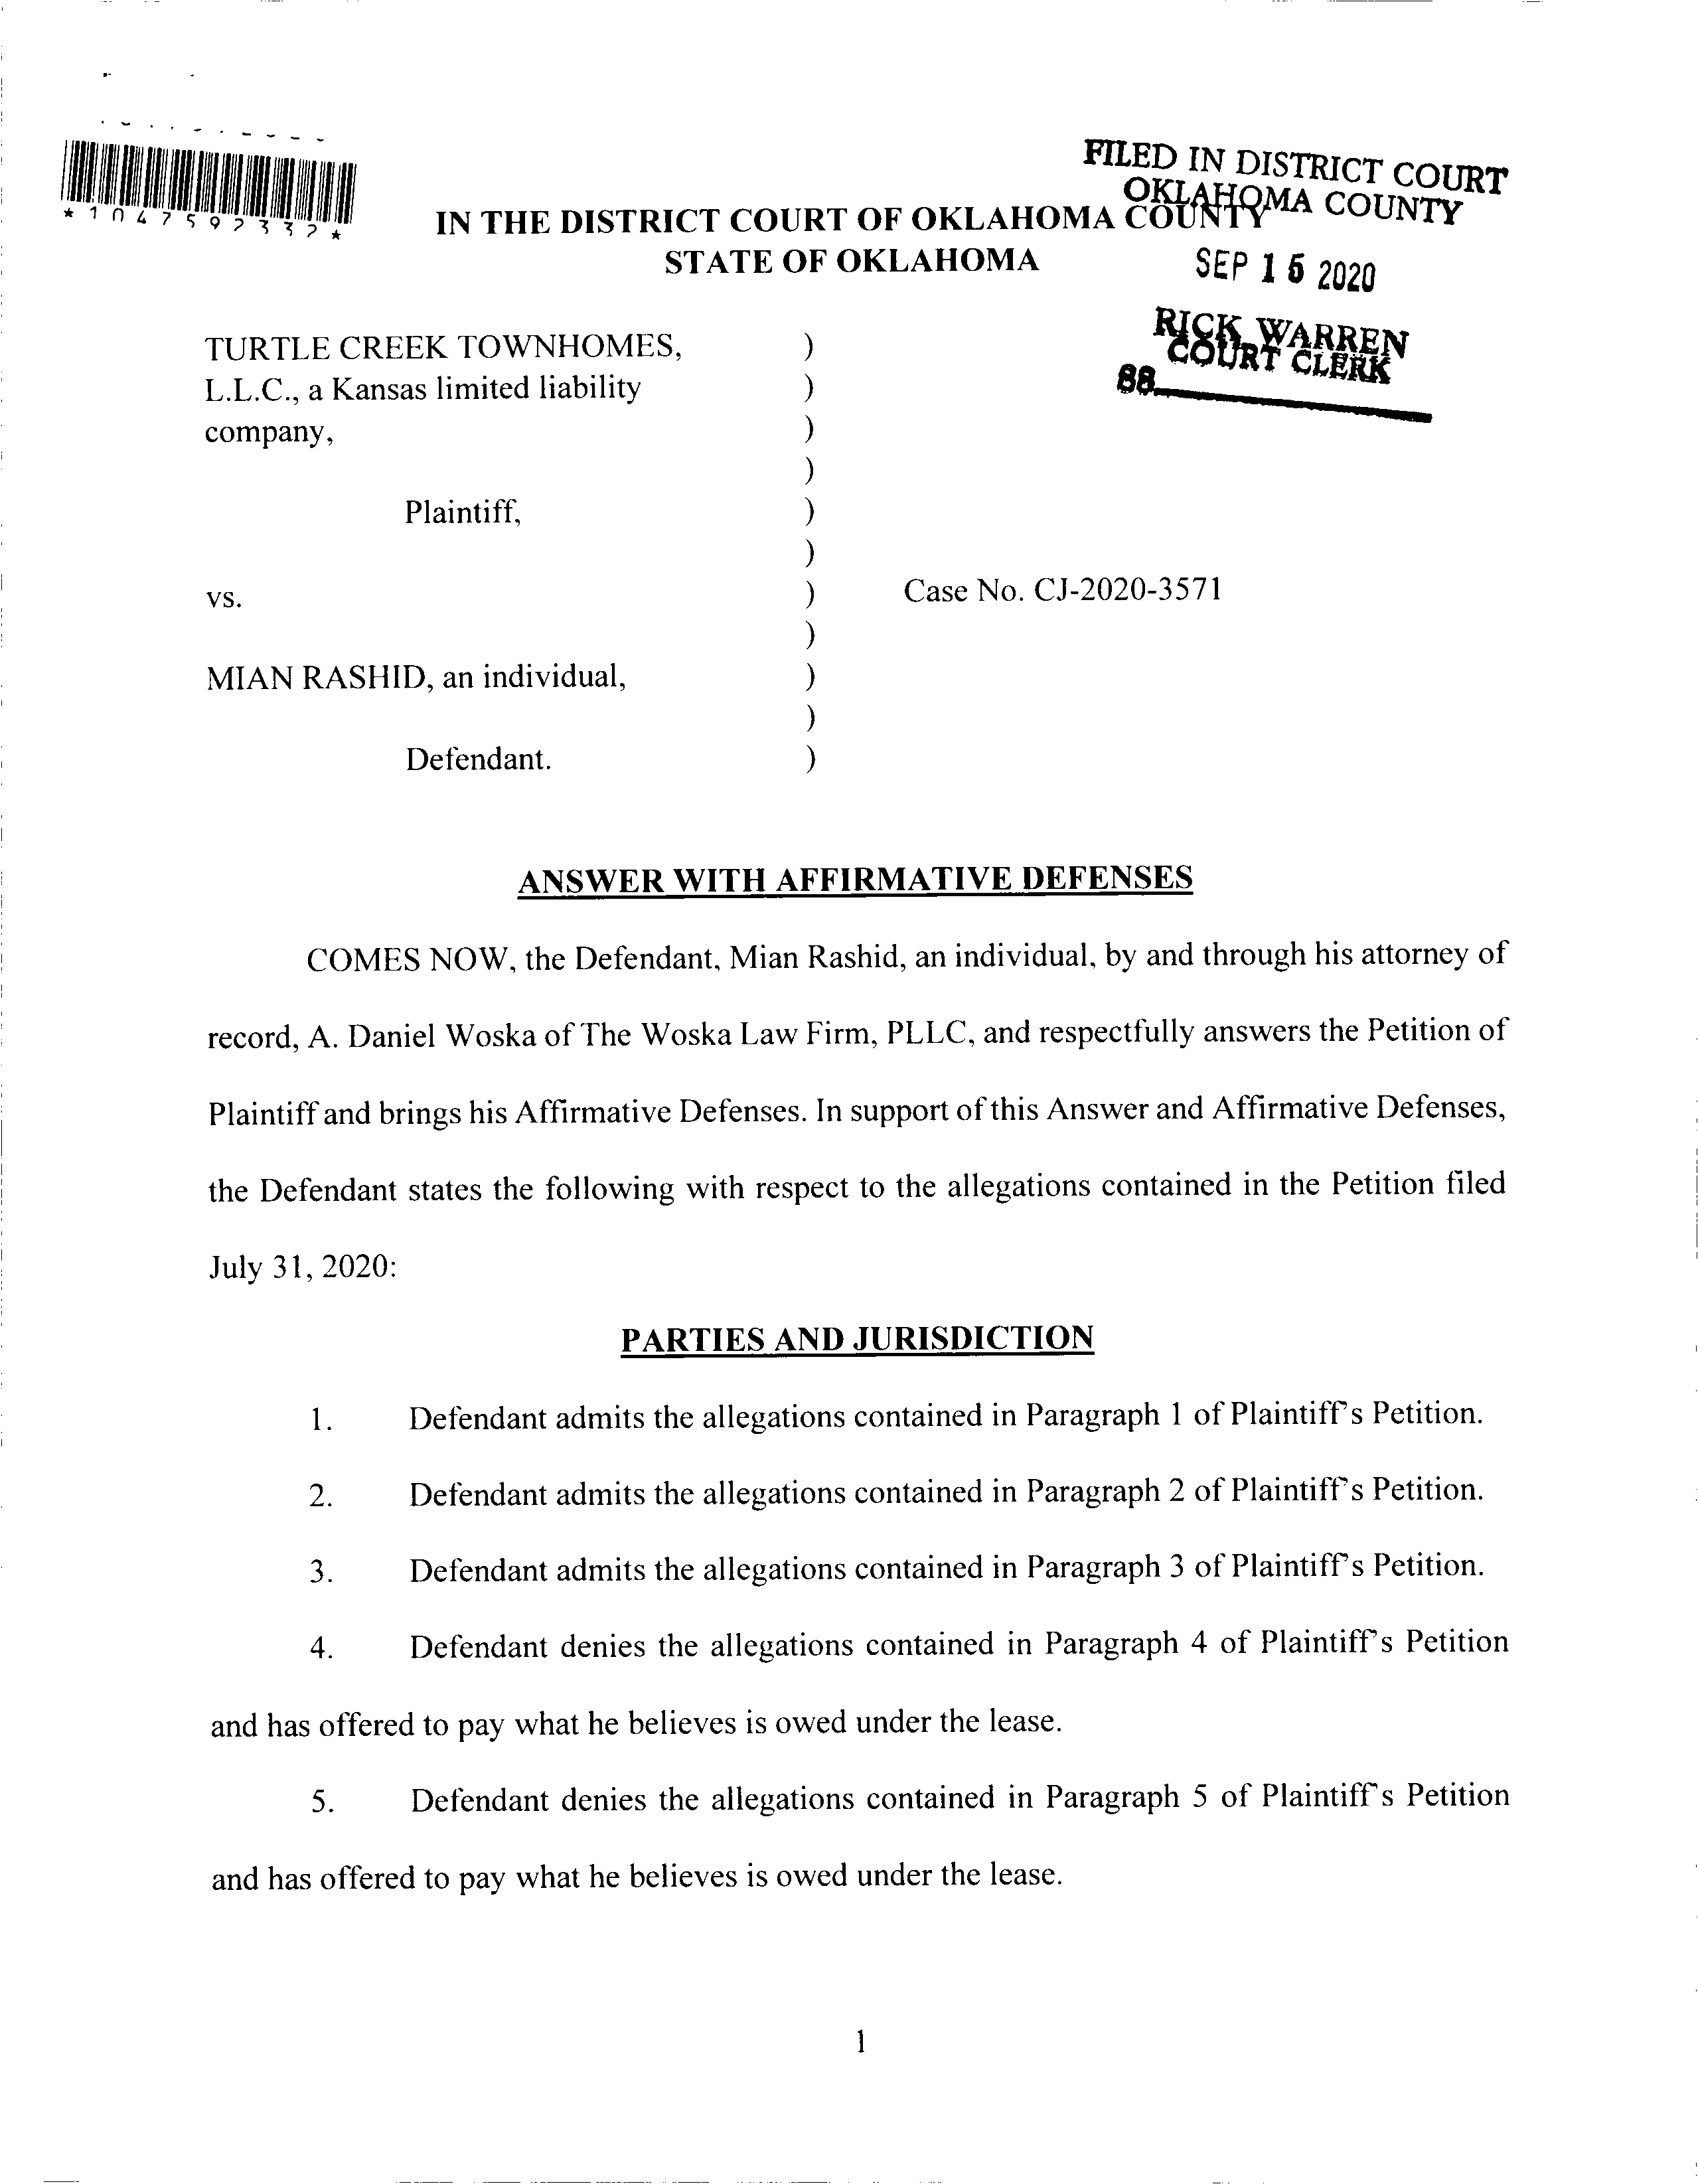 FILED IN DISTRICT COURT
OKLAHOMA COUNTY
*1047592332*
IN THE DISTRICT COURT OF OKLAHOMA COUNTY
STATE OF OKLAHOMA
SEP 15 2020
RICK WARREN
COURT CLERK
88
TURTLE CREEK TOWNHOMES, )
L.L.C., a Kansas limited liability )
company, )
)
Plaintiff, )
)
vs. ) Case No. CJ-2020-3571
)
MIAN RASHID, an individual, )
)
Defendant. )
ANSWER WITH AFFIRMATIVE DEFENSES
COMES NOW, the Defendant, Mian Rashid, an individual, by and through his attorney of
record, A. Daniel Woska of The Woska Law Firm, PLLC, and respectfully answers the Petition of
Plaintiff and brings his Affirmative Defenses. In support of this Answer and Affirmative Defenses,
the Defendant states the following with respect to the allegations contained in the Petition filed
July 31, 2020:
PARTIES AND JURISDICTION
1. Defendant admits the allegations contained in Paragraph 1 of Plaintiff's Petition.
2. Defendant admits the allegations contained in Paragraph 2 of Plaintiff's Petition.
3. Defendant admits the allegations contained in Paragraph 3 of Plaintiff's Petition.
4. Defendant denies the allegations contained in Paragraph 4 of Plaintiff's Petition
and has offered to pay what he believes is owed under the lease.
5. Defendant denies the allegations contained in Paragraph 5 of Plaintiff's Petition
and has offered to pay what he believes is owed under the lease.
1